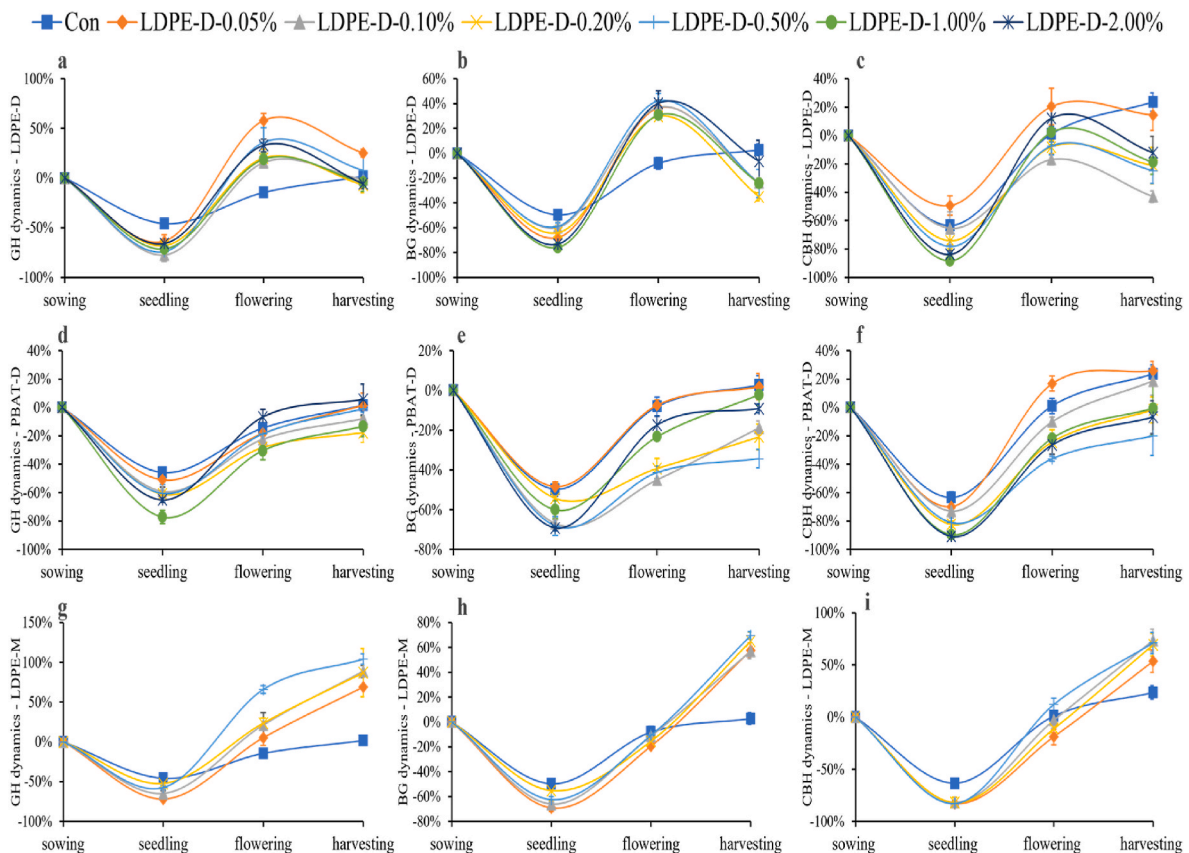 Con LDPE-D-0.05% LDPE-D-0.10% LDPE-D-0.20% LDPE-D-0.50% LDPE-D-1.00% LDPE-D-2.00%
a
GH dynamics - LDPE-D
100%
50%
0%
-50%
-100%
sowing seedling flowering harvesting
b
BG dynamics - LDPE-D
60%
40%
20%
0%
-20%
-40%
-60%
-80%
-100%
sowing seedling flowering harvesting
c
CBH dynamics - LDPE-D
40%
20%
0%
-20%
-40%
-60%
-80%
-100%
sowing seedling flowering harvesting
d
GH dynamics - PBAT-D
40%
20%
0%
-20%
-40%
-60%
-80%
-100%
sowing seedling flowering harvesting
e
BG dynamics - PBAT-D
20%
0%
-20%
-40%
-60%
-80%
sowing seedling flowering harvesting
f
CBH dynamics - PBAT-D
40%
20%
0%
-20%
-40%
-60%
-80%
-100%
sowing seedling flowering harvesting
g
GH dynamics - LDPE-M
150%
100%
50%
0%
-50%
-100%
sowing seedling flowering harvesting
h
BG dynamics - LDPE-M
80%
60%
40%
20%
0%
-20%
-40%
-60%
-80%
sowing seedling flowering harvesting
i
CBH dynamics - LDPE-M
100%
50%
0%
-50%
-100%
sowing seedling flowering harvesting